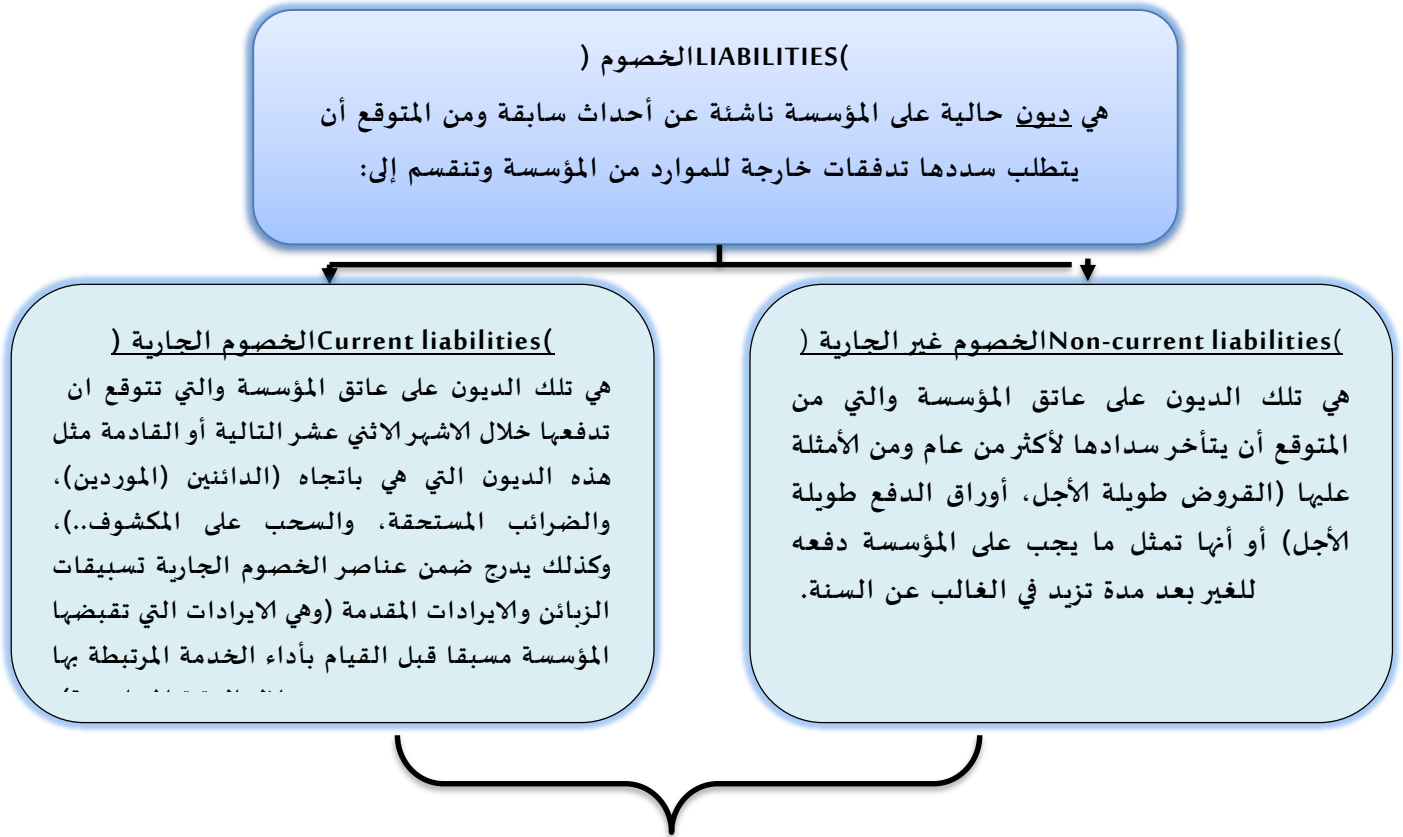 الخصوم (LIABILITIES)
هي ديون حالية على المؤسسة ناشئة عن أحداث سابقة ومن المتوقع أن
يتطلب سددها تدفقات خارجة للموارد من المؤسسة وتنقسم إلى:
الخصوم غير الجارية (Non-current liabilities)
هي تلك الديون على عاتق المؤسسة والتي من
المتوقع أن يتأخر سدادها لأكثر من عام ومن الأمثلة
عليها (القروض طويلة الأجل، أوراق الدفع طويلة
الأجل) أو أنها تمثل ما يجب على المؤسسة دفعه
للغير بعد مدة تزيد في الغالب عن السنة.
الخصوم الجارية (Current liabilities)
هي تلك الديون على عاتق المؤسسة والتي تتوقع ان
تدفعها خلال الاشهر الاثني عشر التالية أو القادمة مثل
هذه الديون التي هي باتجاه (الدائنين (الموردين)،
والضرائب المستحقة، والسحب على المكشوف..)،
وكذلك يدرج ضمن عناصر الخصوم الجارية تسبيقات
الزبائن والايرادات المقدمة (وهي الايرادات التي تقبضها
المؤسسة مسبقا قبل القيام بأداء الخدمة المرتبطة بها